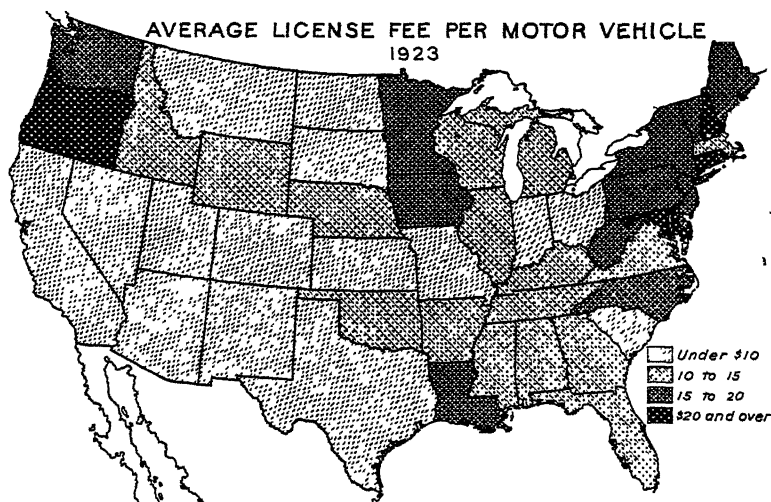 AVERAGE LICENSE FEE PER MOTOR VEHICLE
1923
Under $10
10 to 15
15 to 20
$20 and over